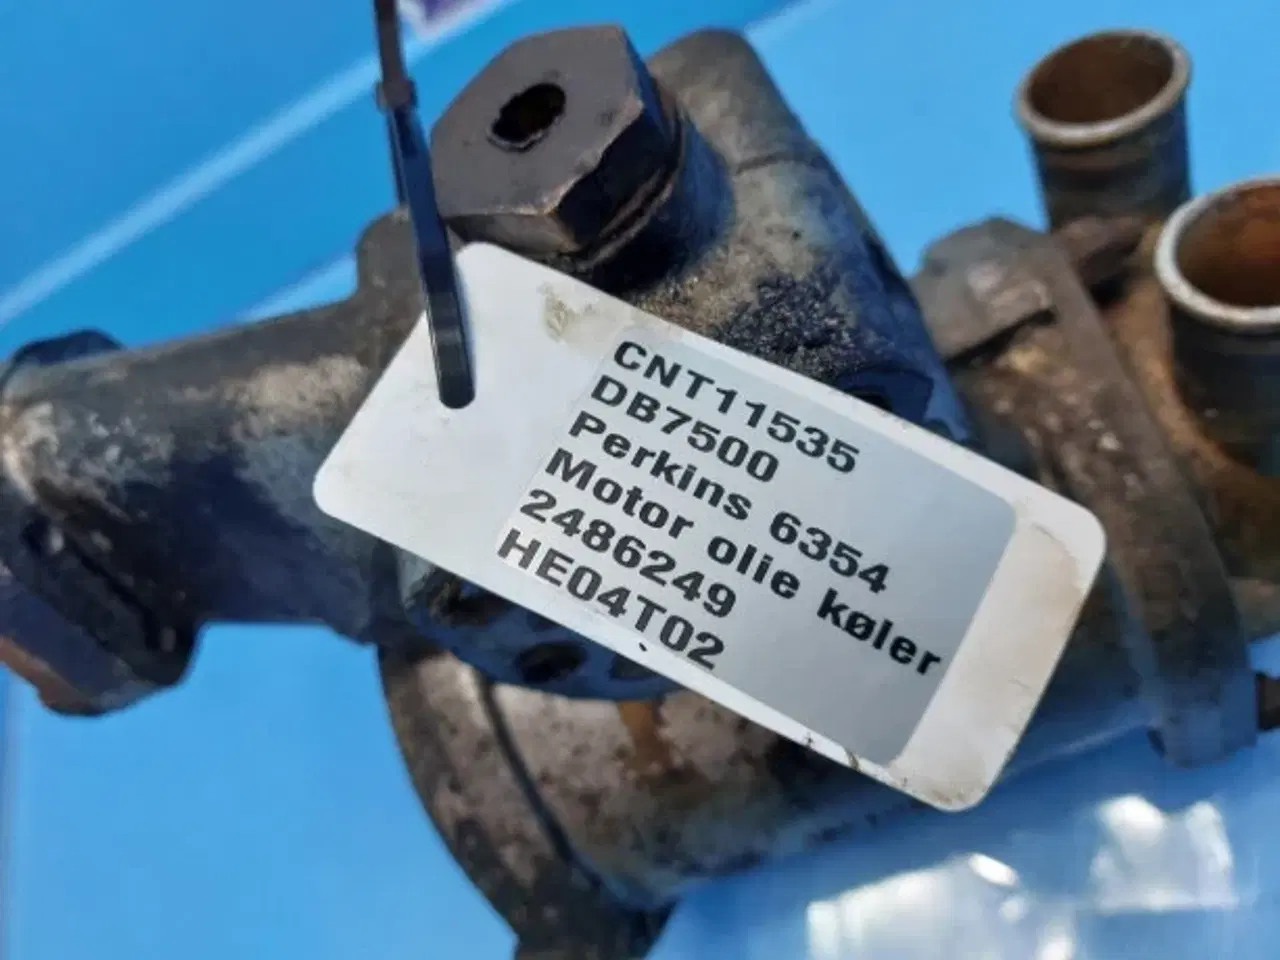 CNT11535
DB7500
Perkins 6354
Motor olie køler
2486249
HE04T02